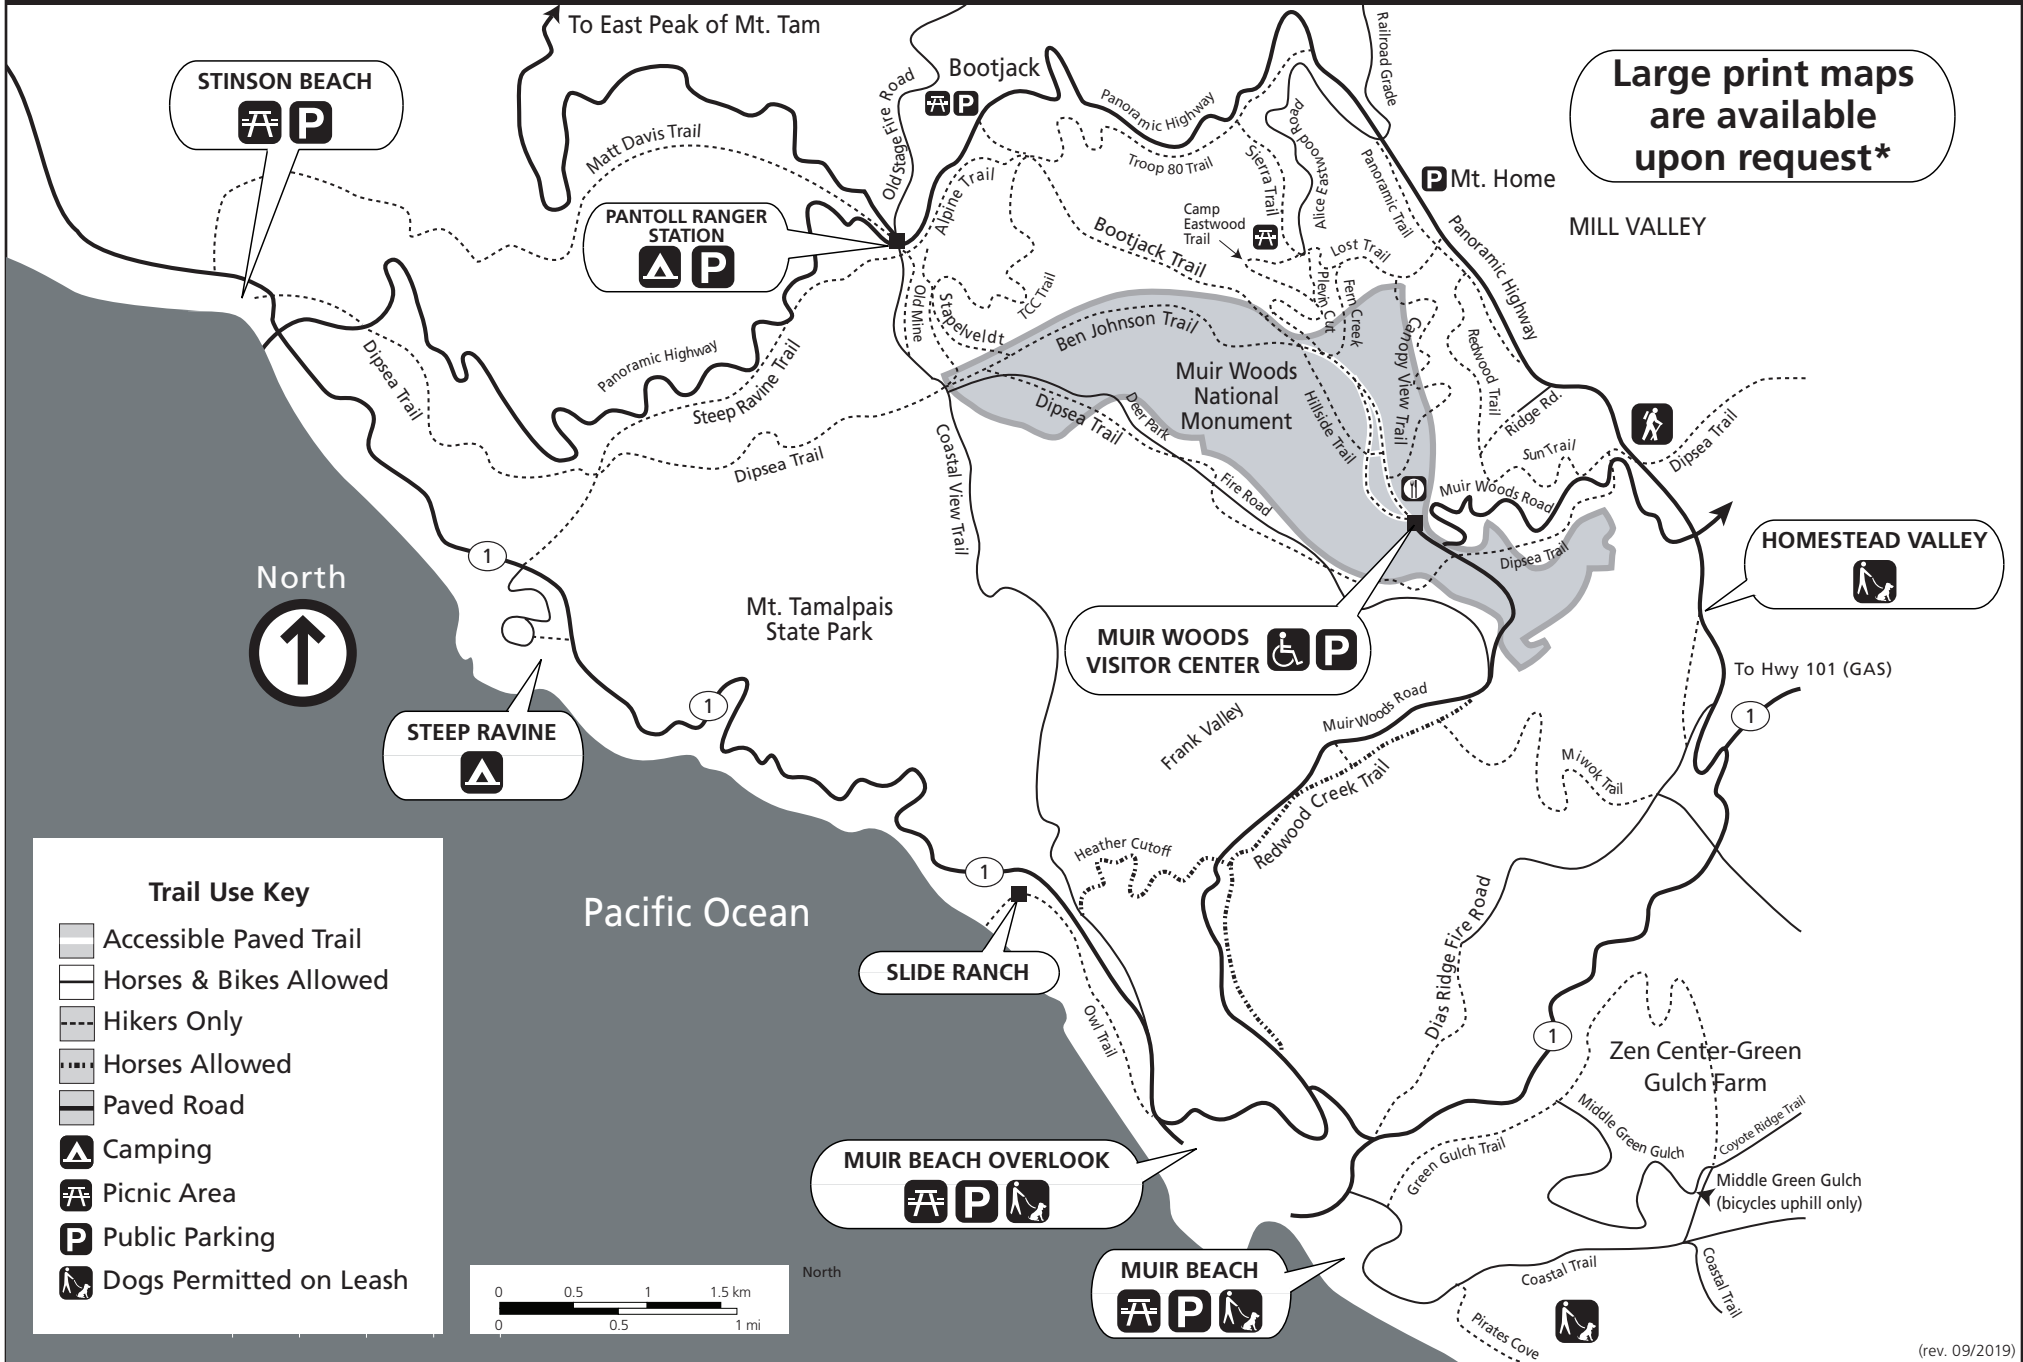 To East Peak of Mt. Tam
STINSON BEACH
P
Matt Davis Trail
Old Stage Fire Road
Bootjack
P
Panoramic Highway
Railroad Grade
Large print maps
are available
upon request*
Troop 80 Trail
Sierra Trail
Alice Eastwood Road
Panoramic Trail
P
Mt. Home
MILL VALLEY
PANTOLL RANGER
STATION
P
Alpine Trail
Camp
Eastwood
Trail
Bootjack Trail
Lost Trail
Panoramic Highway
Old Mine
Stapelveldt
TCC Trail
Plevin Cut
Fern Creek
Canopy View Trail
Redwood Trail
Ben Johnson Trail
Dipsea Trail
Panoramic Highway
Steep Ravine Trail
Muir Woods
National
Monument
Hillside Trail
Deer Park
Dipsea Trail
Ridge Rd.
Sun Trail
Dipsea Trail
Dipsea Trail
Coastal View Trail
Fire Road
Muir Woods Road
Dipsea Trail
HOMESTEAD VALLEY
1
North
Mt. Tamalpais
State Park
MUIR WOODS
VISITOR CENTER
P
To Hwy 101 (GAS)
1
STEEP RAVINE
1
Frank Valley
Muir Woods Road
Miwok Trail
Redwood Creek Trail
Heather Cutoff
1
Pacific Ocean
SLIDE RANCH
Owl Trail
Dias Ridge Fire Road
1
Zen Center-Green
Gulch Farm
Middle Green Gulch
Coyote Ridge Trail
Green Gulch Trail
Middle Green Gulch
(bicycles uphill only)
MUIR BEACH OVERLOOK
P
MUIR BEACH
P
Coastal Trail
Coastal Trail
Pirates Cove
Trail Use Key
Accessible Paved Trail
Horses & Bikes Allowed
Hikers Only
Horses Allowed
Paved Road
Camping
Picnic Area
P Public Parking
Dogs Permitted on Leash
0 0.5 1 1.5 km
0 0.5 1 mi
North
(rev. 09/2019)